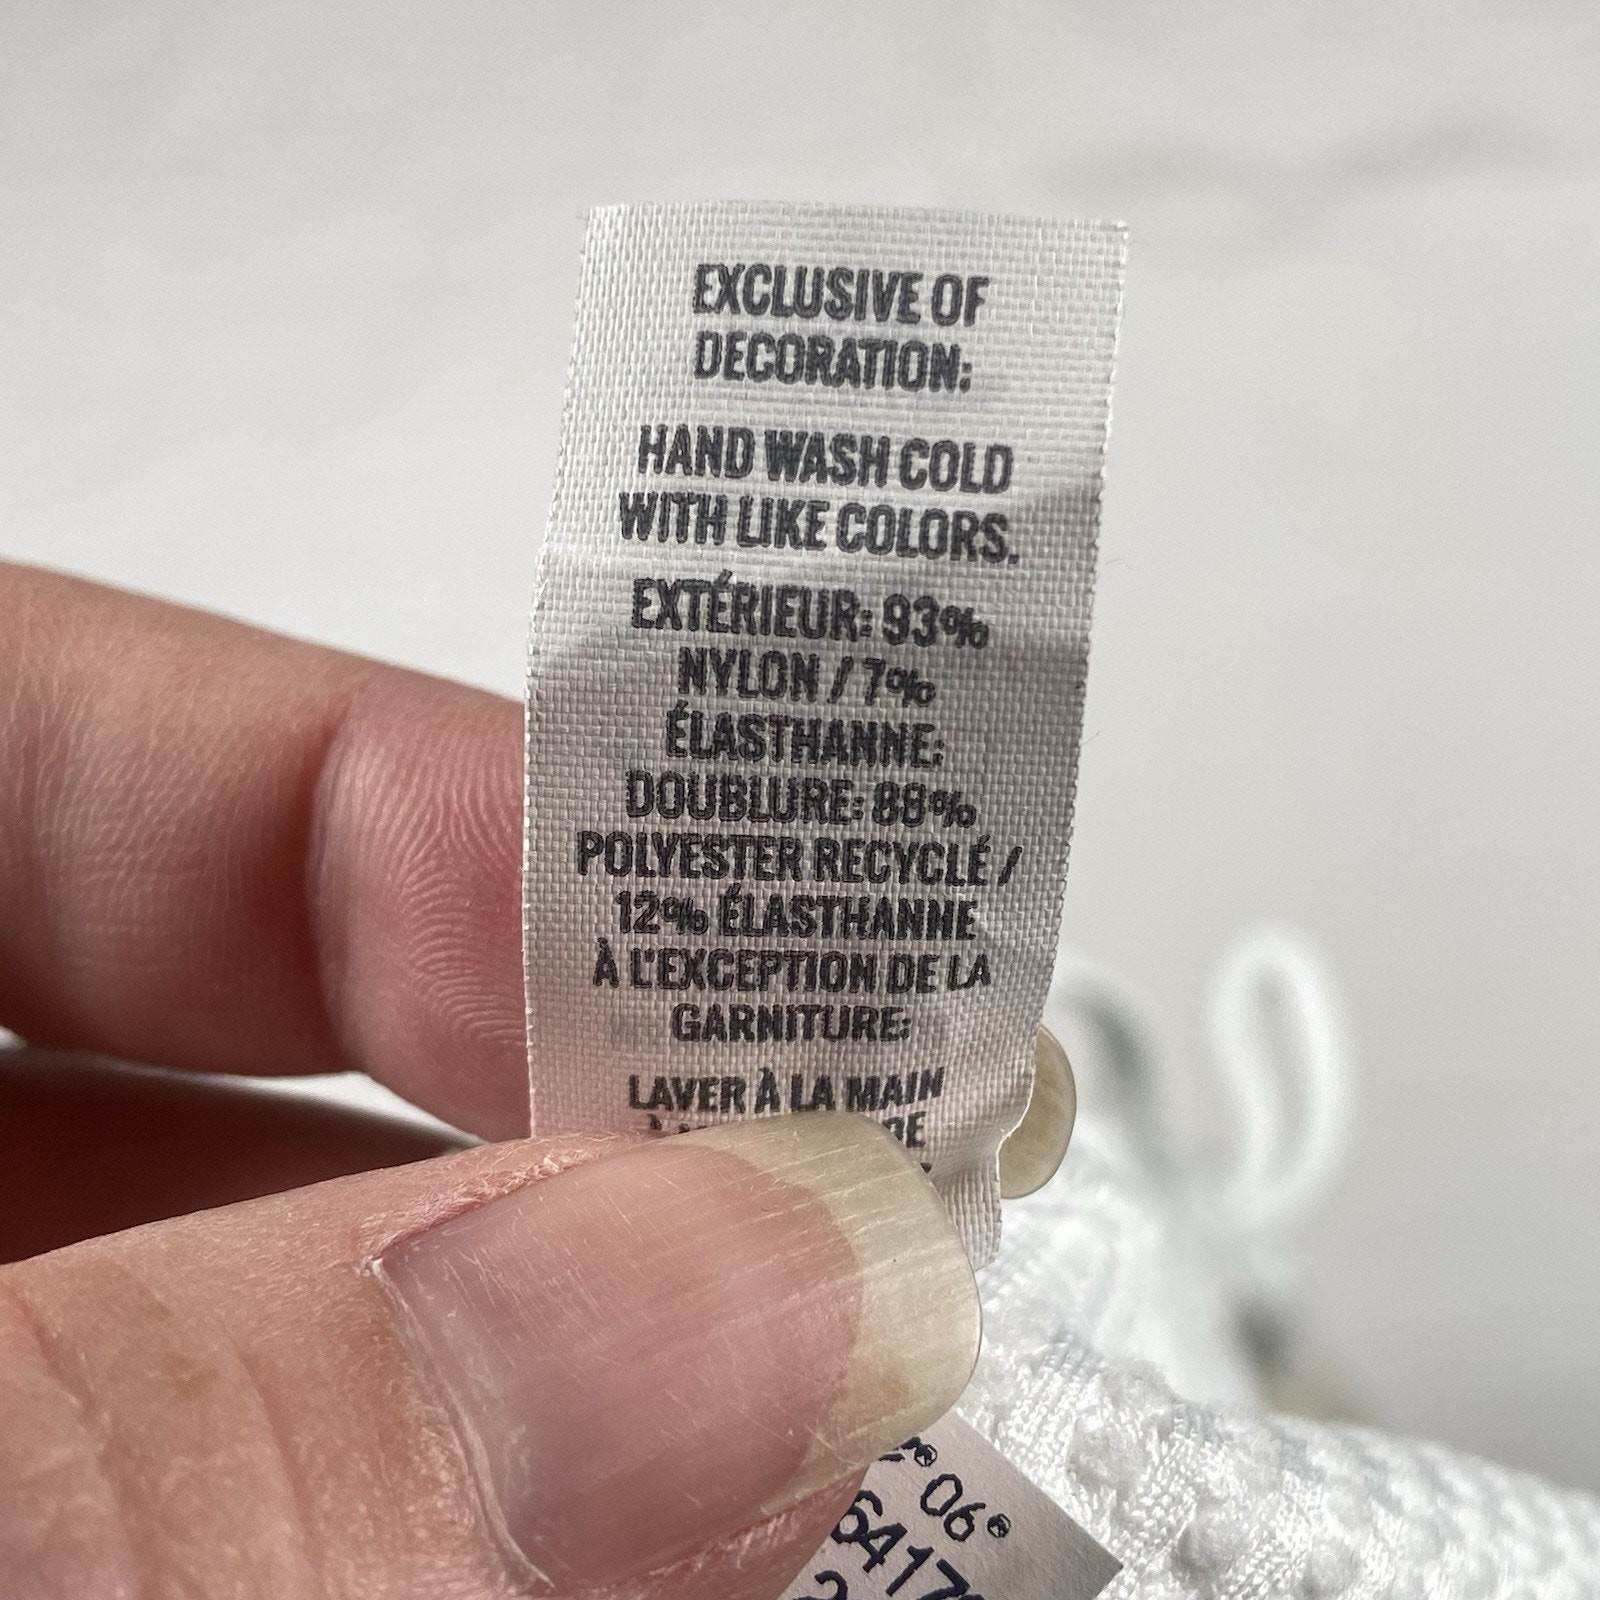 EXCLUSIVE OF
DECORATION:
HAND WASH COLD
WITH LIKE COLORS.
EXTÉRIEUR: 93%
NYLON / 7%
ÉLASTHANNE:
DOUBLURE: 88%
POLYESTER RECYCLÉ /
12% ÉLASTHANNE
À L'EXCEPTION DE LA
GARNITURE:
LAVER À LA MAIN
06